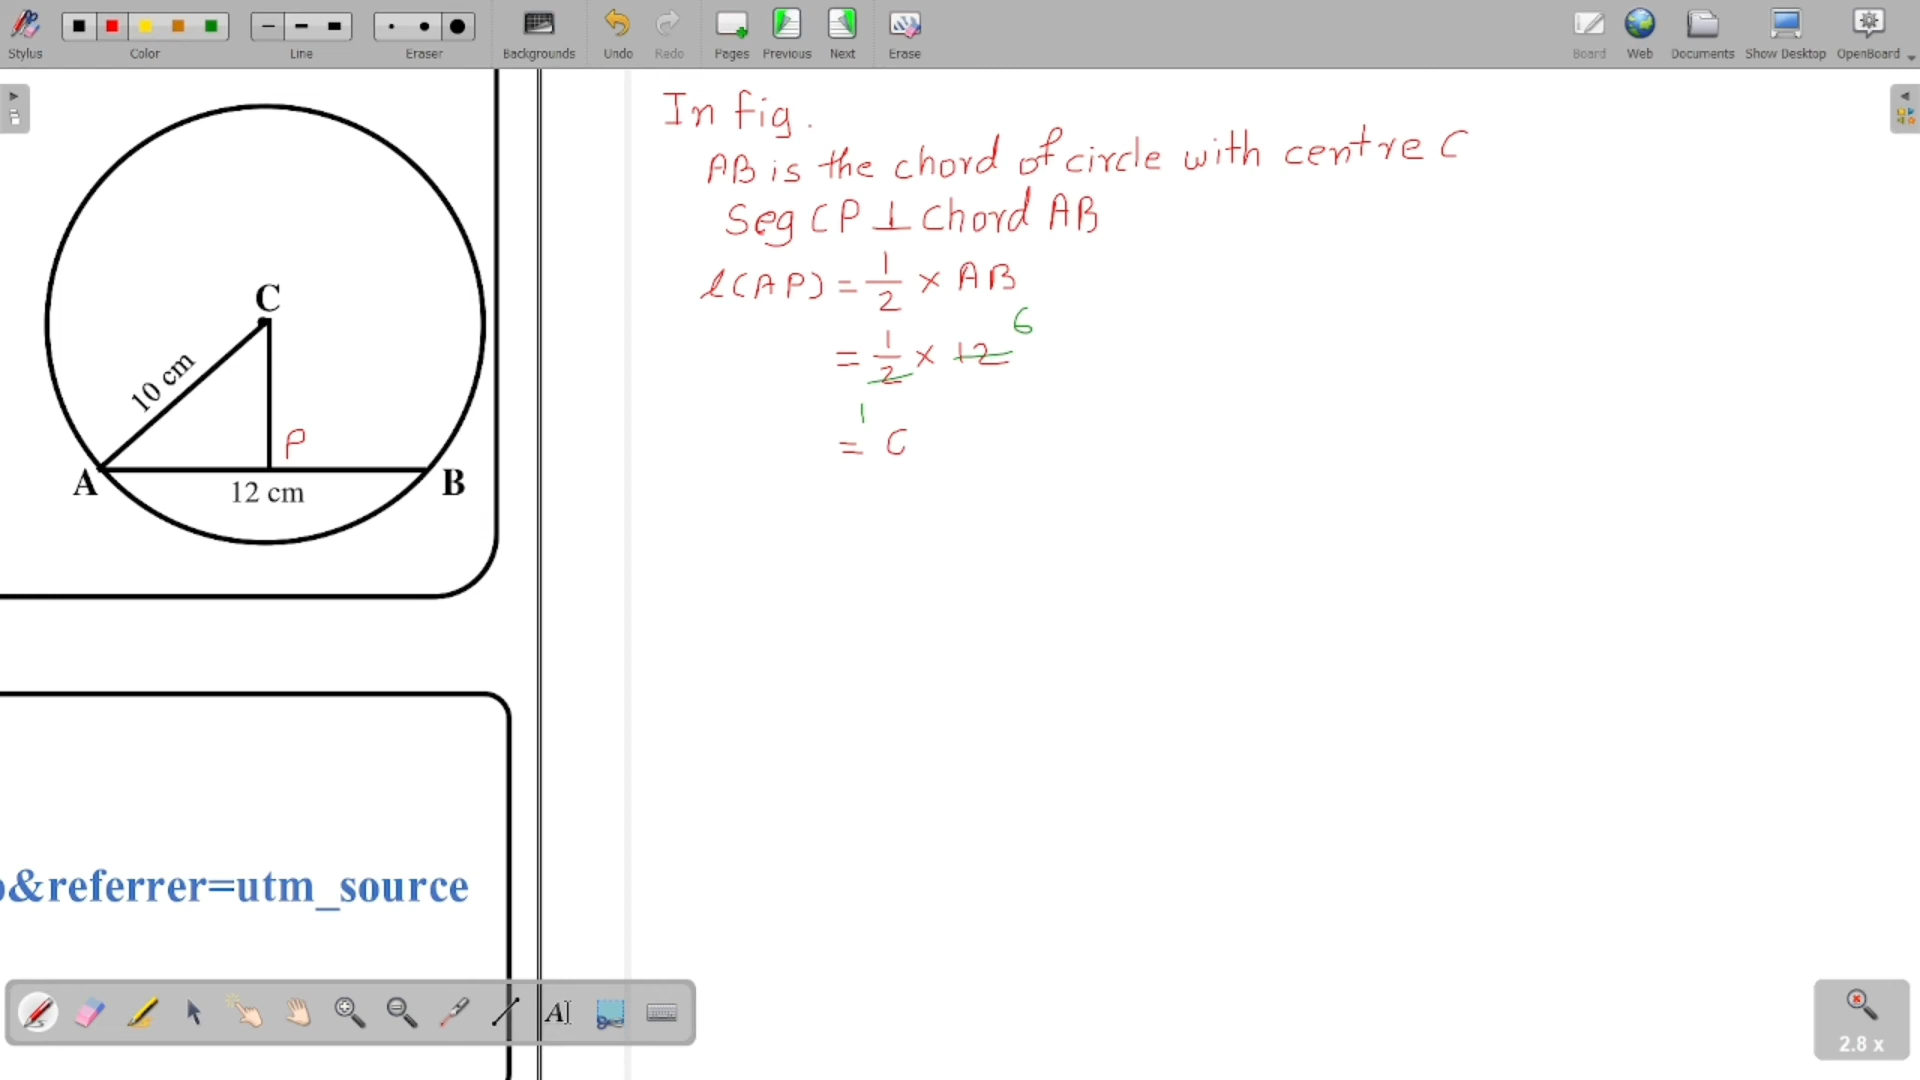 Stylus
Color
Line
Eraser
Backgrounds
Undo
Redo
Pages
Previous
Next
Erase
Board
Web
Documents
Show Desktop
OpenBoard
C
10 cm
P
A
12 cm
B
&referrer=utm_source
In fig.
AB is the chord of circle with centre C
Seg CP ⊥ Chord AB
l(AP) = 1/2 × AB
= 1/2 × 12 6
1
= C
2.8 x